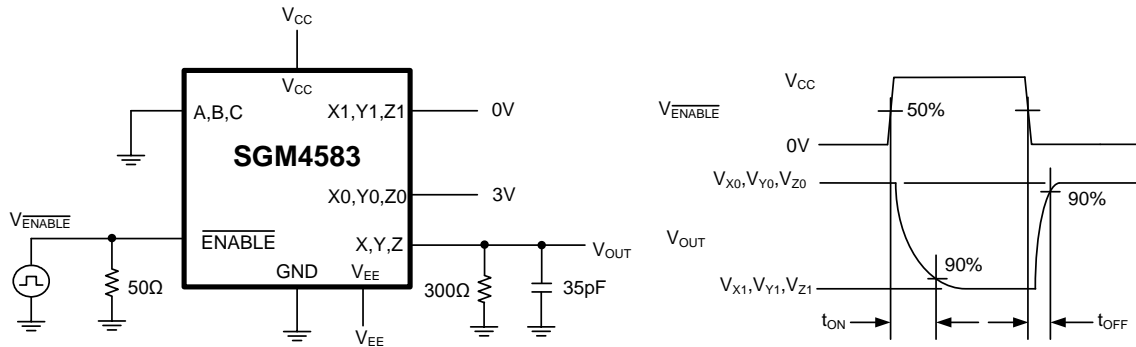 VCC
VCC
A,B,C
X1,Y1,Z1
0V
SGM4583
X0,Y0,Z0
3V
VENABLE
ENABLE
X,Y,Z
VOUT
50Ω
GND
VEE
300Ω
35pF
VEE
VCC
VENABLE
50%
0V
VX0,VY0,VZ0
90%
VOUT
90%
VX1,VY1,VZ1
tON
tOFF